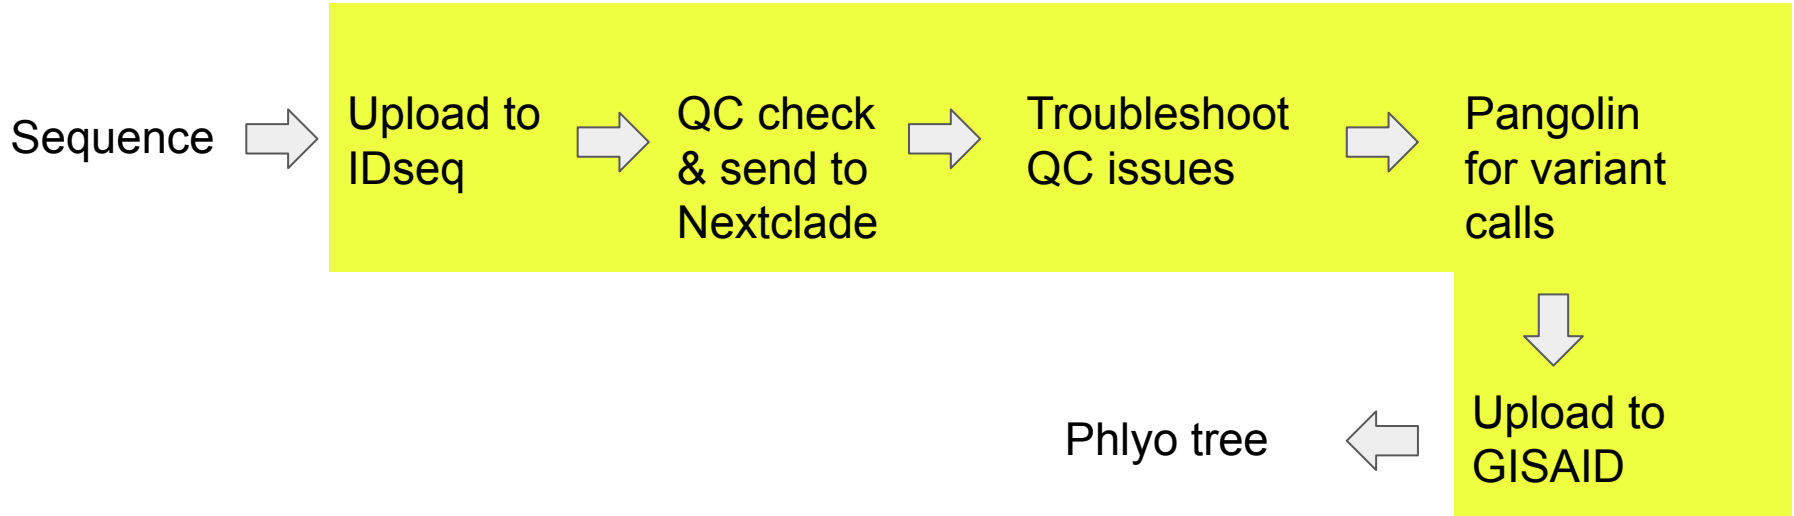 Sequence
Upload to
IDseq
QC check
& send to
Nextclade
Troubleshoot
QC issues
Pangolin
for variant
calls
Upload to
GISAID
Phlyo tree